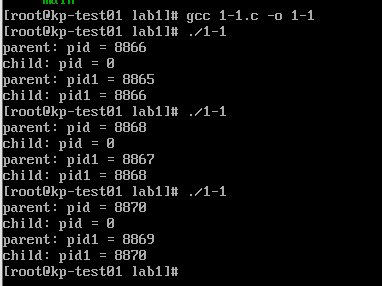 main
[root@kp-test01 lab1]# gcc 1-1.c -o 1-1
[root@kp-test01 lab1]# ./1-1
parent: pid = 8866
child: pid = 0
parent: pid1 = 8865
child: pid1 = 8866
[root@kp-test01 lab1]# ./1-1
parent: pid = 8868
child: pid = 0
parent: pid1 = 8867
child: pid1 = 8868
[root@kp-test01 lab1]# ./1-1
parent: pid = 8870
child: pid = 0
parent: pid1 = 8869
child: pid1 = 8870
[root@kp-test01 lab1]#